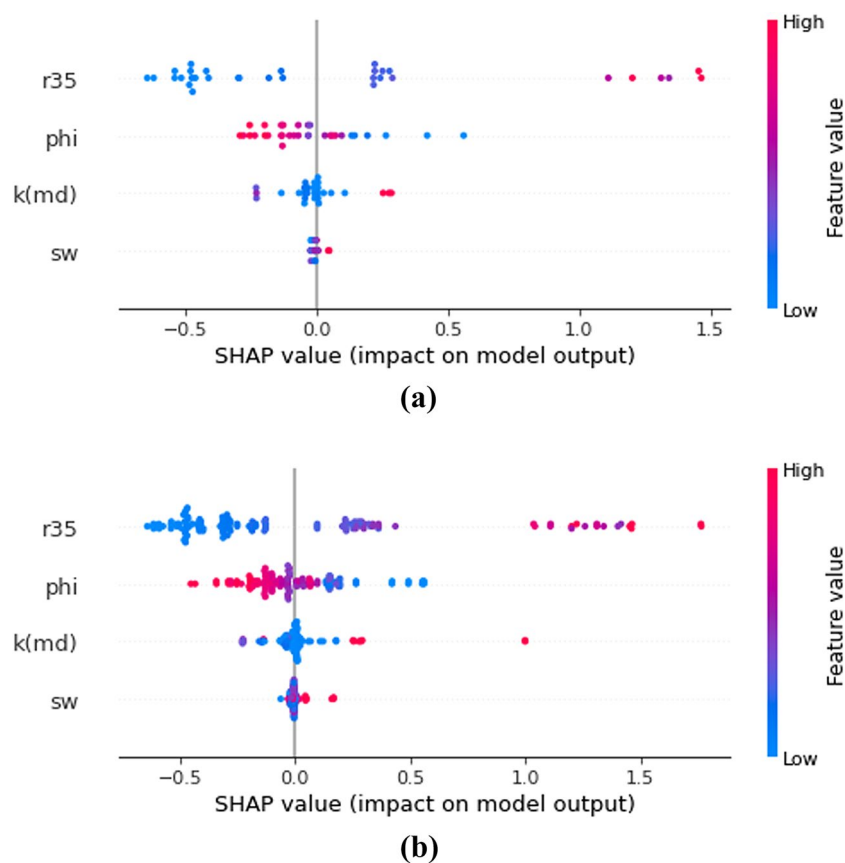 High
r35
phi
k(md)
sw
Feature value
Low
−0.5 0.0 0.5 1.0 1.5
SHAP value (impact on model output)
(a)
High
r35
phi
k(md)
sw
Feature value
Low
−0.5 0.0 0.5 1.0 1.5
SHAP value (impact on model output)
(b)